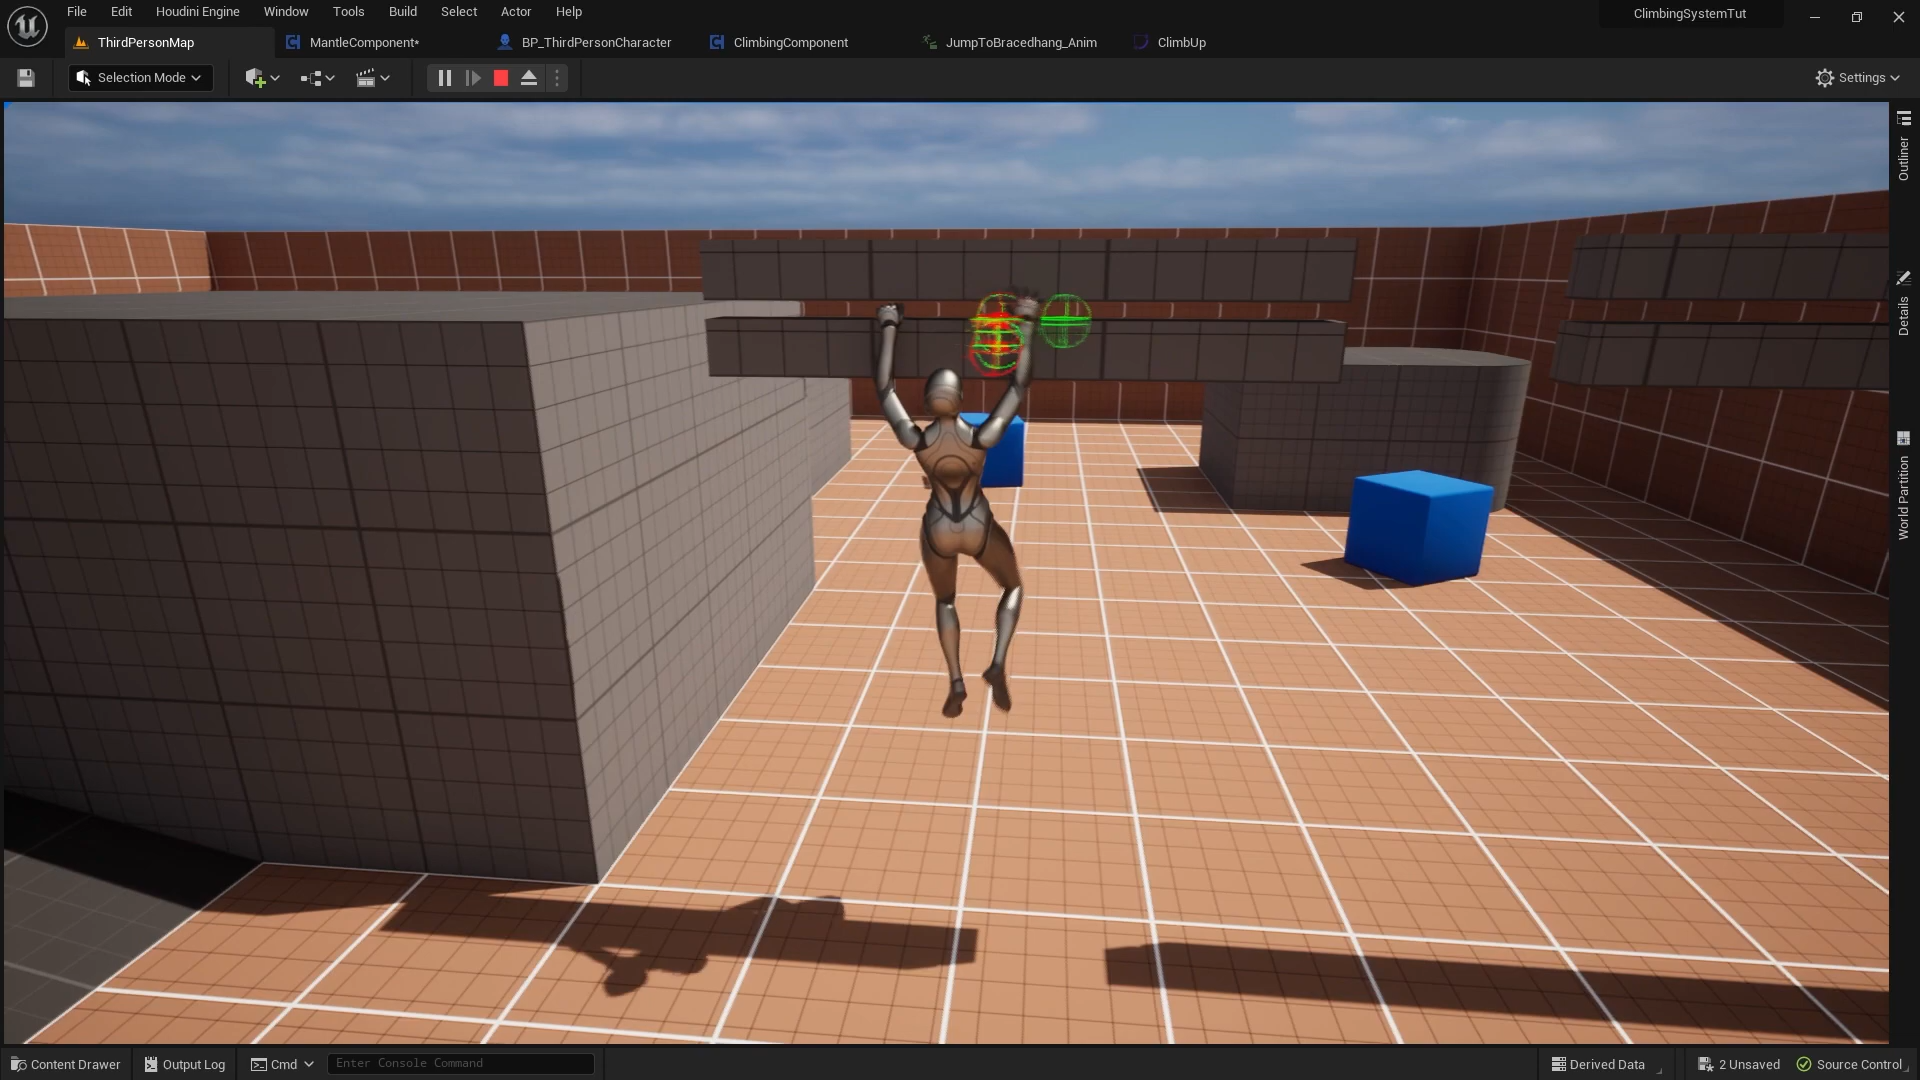 File Edit Houdini Engine Window Tools Build Select Actor Help
ClimbingSystemTut
ThirdPersonMap
MantleComponent*
BP_ThirdPersonCharacter
ClimbingComponent
JumpToBracedhang_Anim
ClimbUp
Selection Mode
Settings
Outliner
Details
World Partition
Content Drawer
Output Log
Cmd
Enter Console Command
Derived Data
2 Unsaved
Source Control